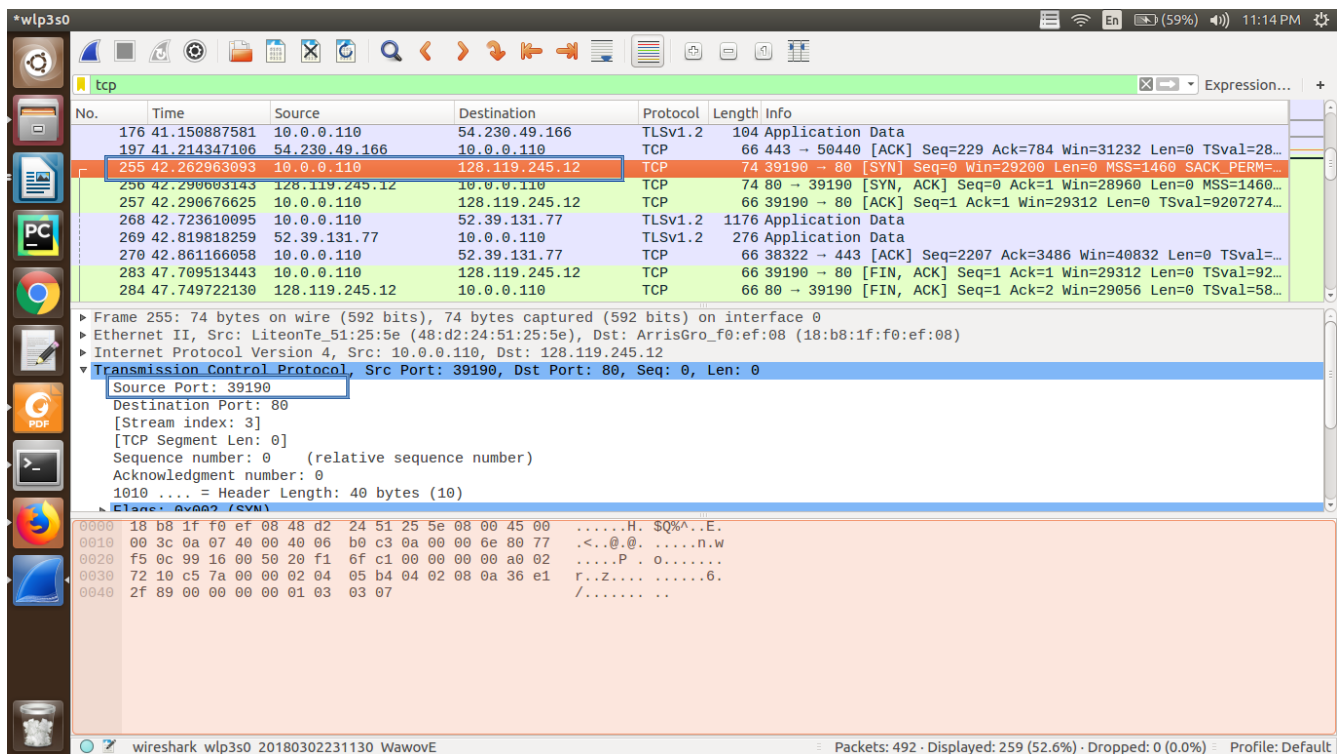 *wlp3s0 En (59%) 11:14 PM
tcp Expression… +
No. Time Source Destination Protocol Length Info
176 41.150887581 10.0.0.110 54.230.49.166 TLSv1.2 104 Application Data
197 41.214347106 54.230.49.166 10.0.0.110 TCP 66 443 → 50440 [ACK] Seq=229 Ack=784 Win=31232 Len=0 TSval=28…
255 42.262963093 10.0.0.110 128.119.245.12 TCP 74 39190 → 80 [SYN] Seq=0 Win=29200 Len=0 MSS=1460 SACK_PERM=…
256 42.290603143 128.119.245.12 10.0.0.110 TCP 74 80 → 39190 [SYN, ACK] Seq=0 Ack=1 Win=28960 Len=0 MSS=1460…
257 42.290676625 10.0.0.110 128.119.245.12 TCP 66 39190 → 80 [ACK] Seq=1 Ack=1 Win=29312 Len=0 TSval=9207274…
268 42.723610095 10.0.0.110 52.39.131.77 TLSv1.2 1176 Application Data
269 42.819818259 52.39.131.77 10.0.0.110 TLSv1.2 276 Application Data
270 42.861166058 10.0.0.110 52.39.131.77 TCP 66 38322 → 443 [ACK] Seq=2207 Ack=3486 Win=40832 Len=0 TSval=…
283 47.709513443 10.0.0.110 128.119.245.12 TCP 66 39190 → 80 [FIN, ACK] Seq=1 Ack=1 Win=29312 Len=0 TSval=92…
284 47.749722130 128.119.245.12 10.0.0.110 TCP 66 80 → 39190 [FIN, ACK] Seq=1 Ack=2 Win=29056 Len=0 TSval=58…
Frame 255: 74 bytes on wire (592 bits), 74 bytes captured (592 bits) on interface 0
Ethernet II, Src: LiteonTe_51:25:5e (48:d2:24:51:25:5e), Dst: ArrisGro_f0:ef:08 (18:b8:1f:f0:ef:08)
Internet Protocol Version 4, Src: 10.0.0.110, Dst: 128.119.245.12
Transmission Control Protocol, Src Port: 39190, Dst Port: 80, Seq: 0, Len: 0
Source Port: 39190
Destination Port: 80
[Stream index: 3]
[TCP Segment Len: 0]
Sequence number: 0 (relative sequence number)
Acknowledgment number: 0
1010 .... = Header Length: 40 bytes (10)
Flags: 0x002 (SYN)
0000 18 b8 1f f0 ef 08 48 d2 24 51 25 5e 08 00 45 00 ......H. $Q%^..E.
0010 00 3c 0a 07 40 00 40 06 b0 c3 0a 00 00 6e 80 77 .<..@.@. .....n.w
0020 f5 0c 99 16 00 50 20 f1 6f c1 00 00 00 00 a0 02 .....P . o.......
0030 72 10 c5 7a 00 00 02 04 05 b4 04 02 08 0a 36 e1 r..z.... ......6.
0040 2f 89 00 00 00 00 01 03 03 07 /....... ..
PC
PDF
wireshark_wlp3s0_20180302231130_WawovE Packets: 492 · Displayed: 259 (52.6%) · Dropped: 0 (0.0%) Profile: Default